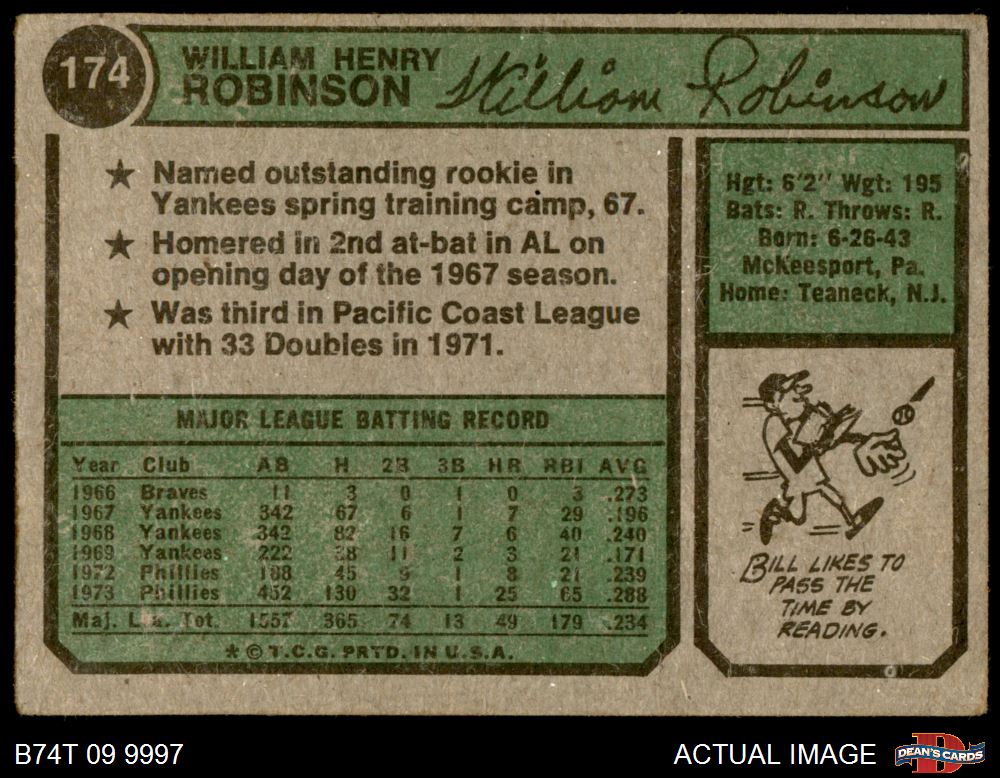 174
WILLIAM HENRY
ROBINSON
William Robinson
★ Named outstanding rookie in
Yankees spring training camp, 67.
★ Homered in 2nd at-bat in AL on
opening day of the 1967 season.
★ Was third in Pacific Coast League
with 33 Doubles in 1971.
Hgt: 6'2" Wgt: 195
Bats: R. Throws: R.
Born: 6-26-43
McKeesport, Pa.
Home: Teaneck, N.J.
MAJOR LEAGUE BATTING RECORD
Year Club AB H 2B 3B HR RBI AVG
1966 Braves 11 3 0 1 0 3 .273
1967 Yankees 342 67 6 1 7 29 .196
1968 Yankees 342 82 16 7 6 40 .240
1969 Yankees 222 38 11 2 3 21 .171
1972 Phillies 188 45 9 1 8 21 .239
1973 Phillies 452 130 32 1 25 65 .288
Maj. Lea. Tot. 1557 365 74 13 49 179 .234
* © T.C.G. PRTD. IN U.S.A.
BILL LIKES TO
PASS THE
TIME BY
READING.
B74T 09 9997
ACTUAL IMAGE
DEAN'S CARDS